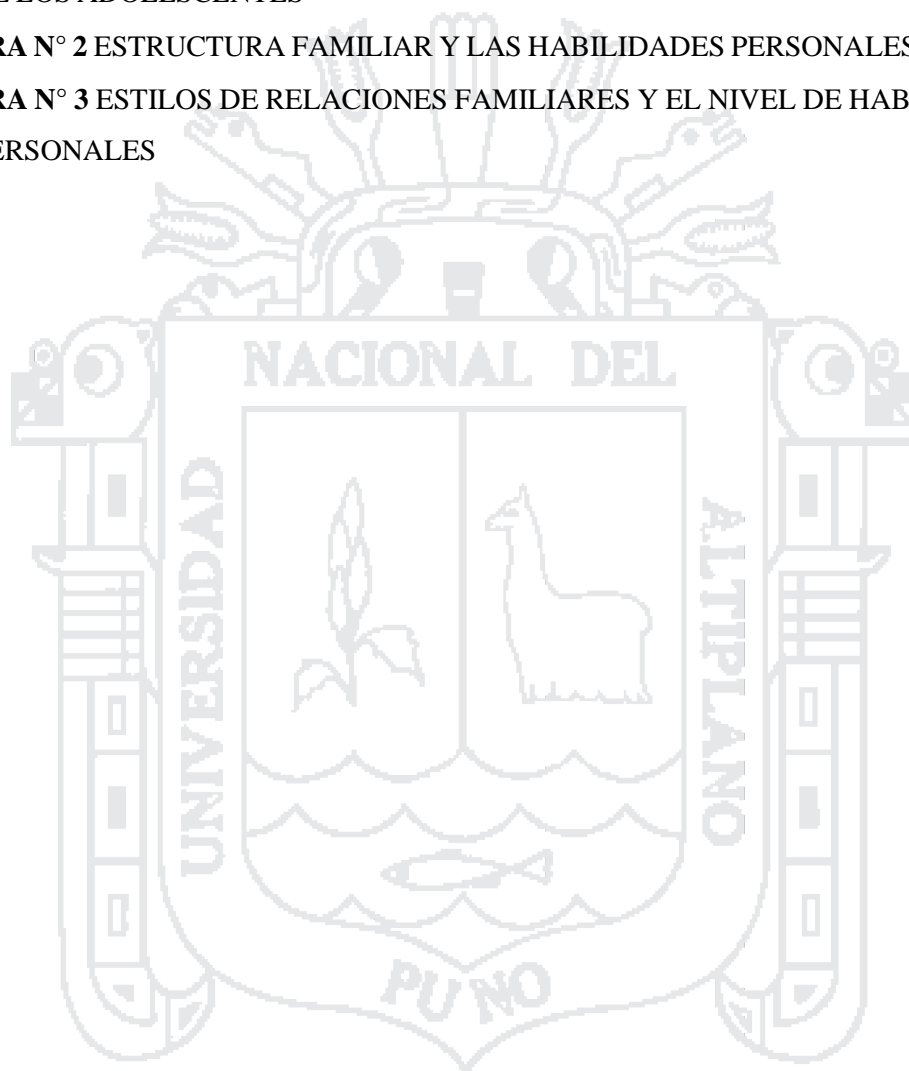 E LOS ADOLESCENTES
RA N° 2 ESTRUCTURA FAMILIAR Y LAS HABILIDADES PERSONALES
RA N° 3 ESTILOS DE RELACIONES FAMILIARES Y EL NIVEL DE HAB
ERSONALES
NACIONAL DEL
UNIVERSIDAD
ALTIPLANO
PUNO